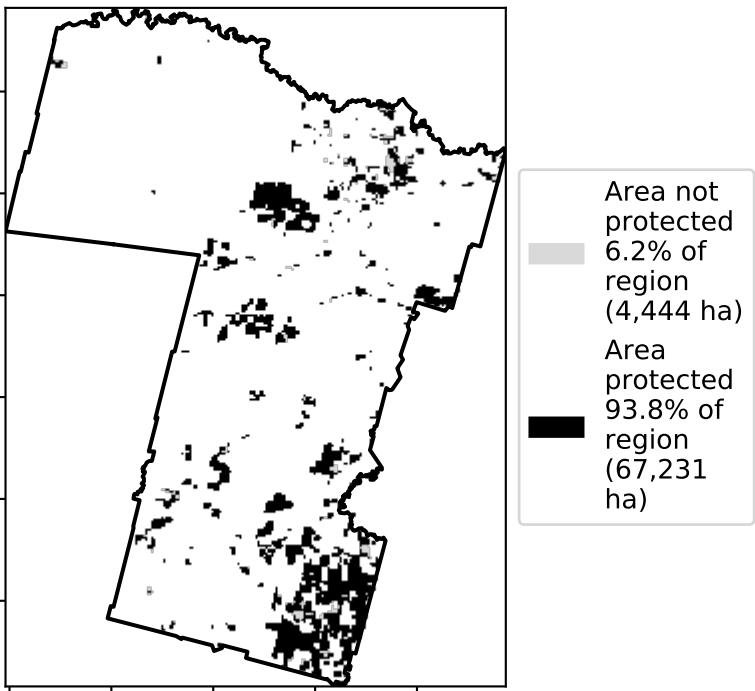 Area not
protected
6.2% of
region
(4,444 ha)
Area
protected
93.8% of
region
(67,231
ha)